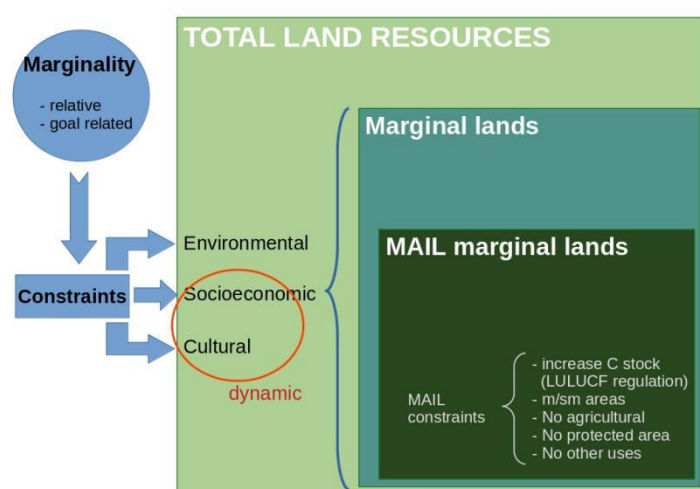 TOTAL LAND RESOURCES
Marginality
- relative
- goal related
Marginal lands
MAIL marginal lands
Environmental
Constraints
Socioeconomic
Cultural
dynamic
MAIL
constraints
- increase C stock
(LULUCF regulation)
- m/sm areas
- No agricultural
- No protected area
- No other uses